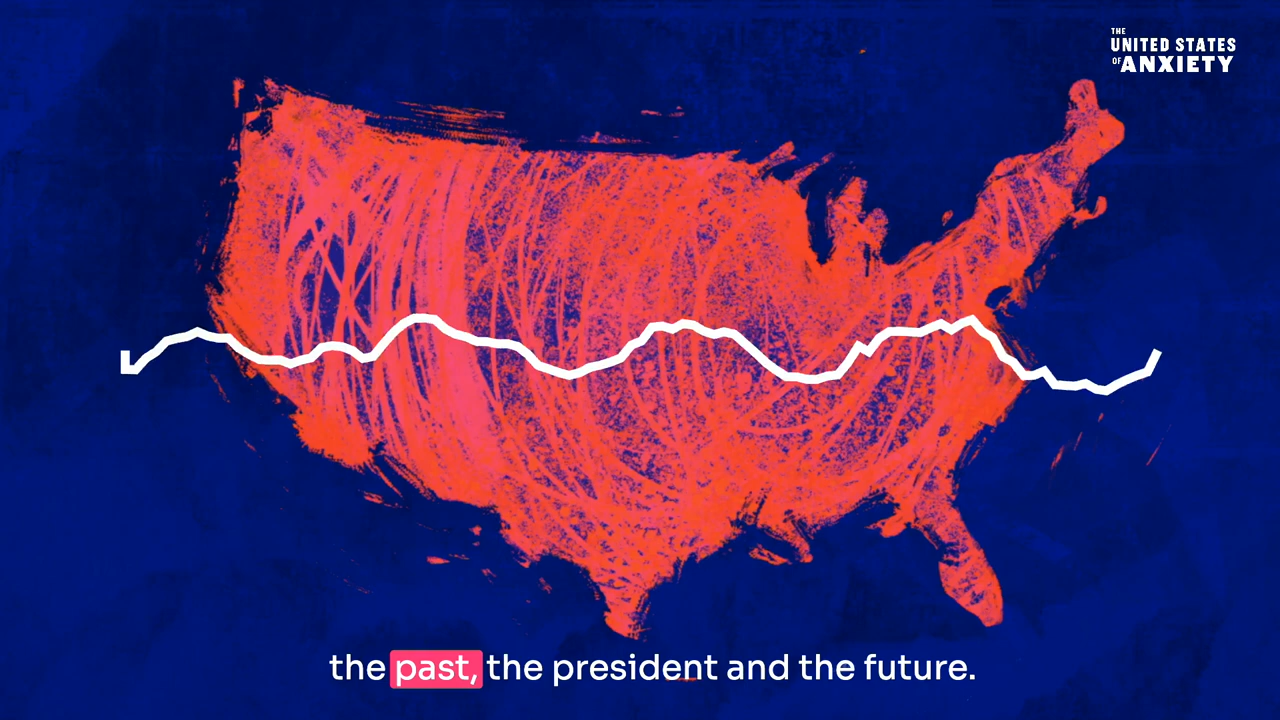 THE
UNITED STATES
OF ANXIETY
the past, the president and the future.